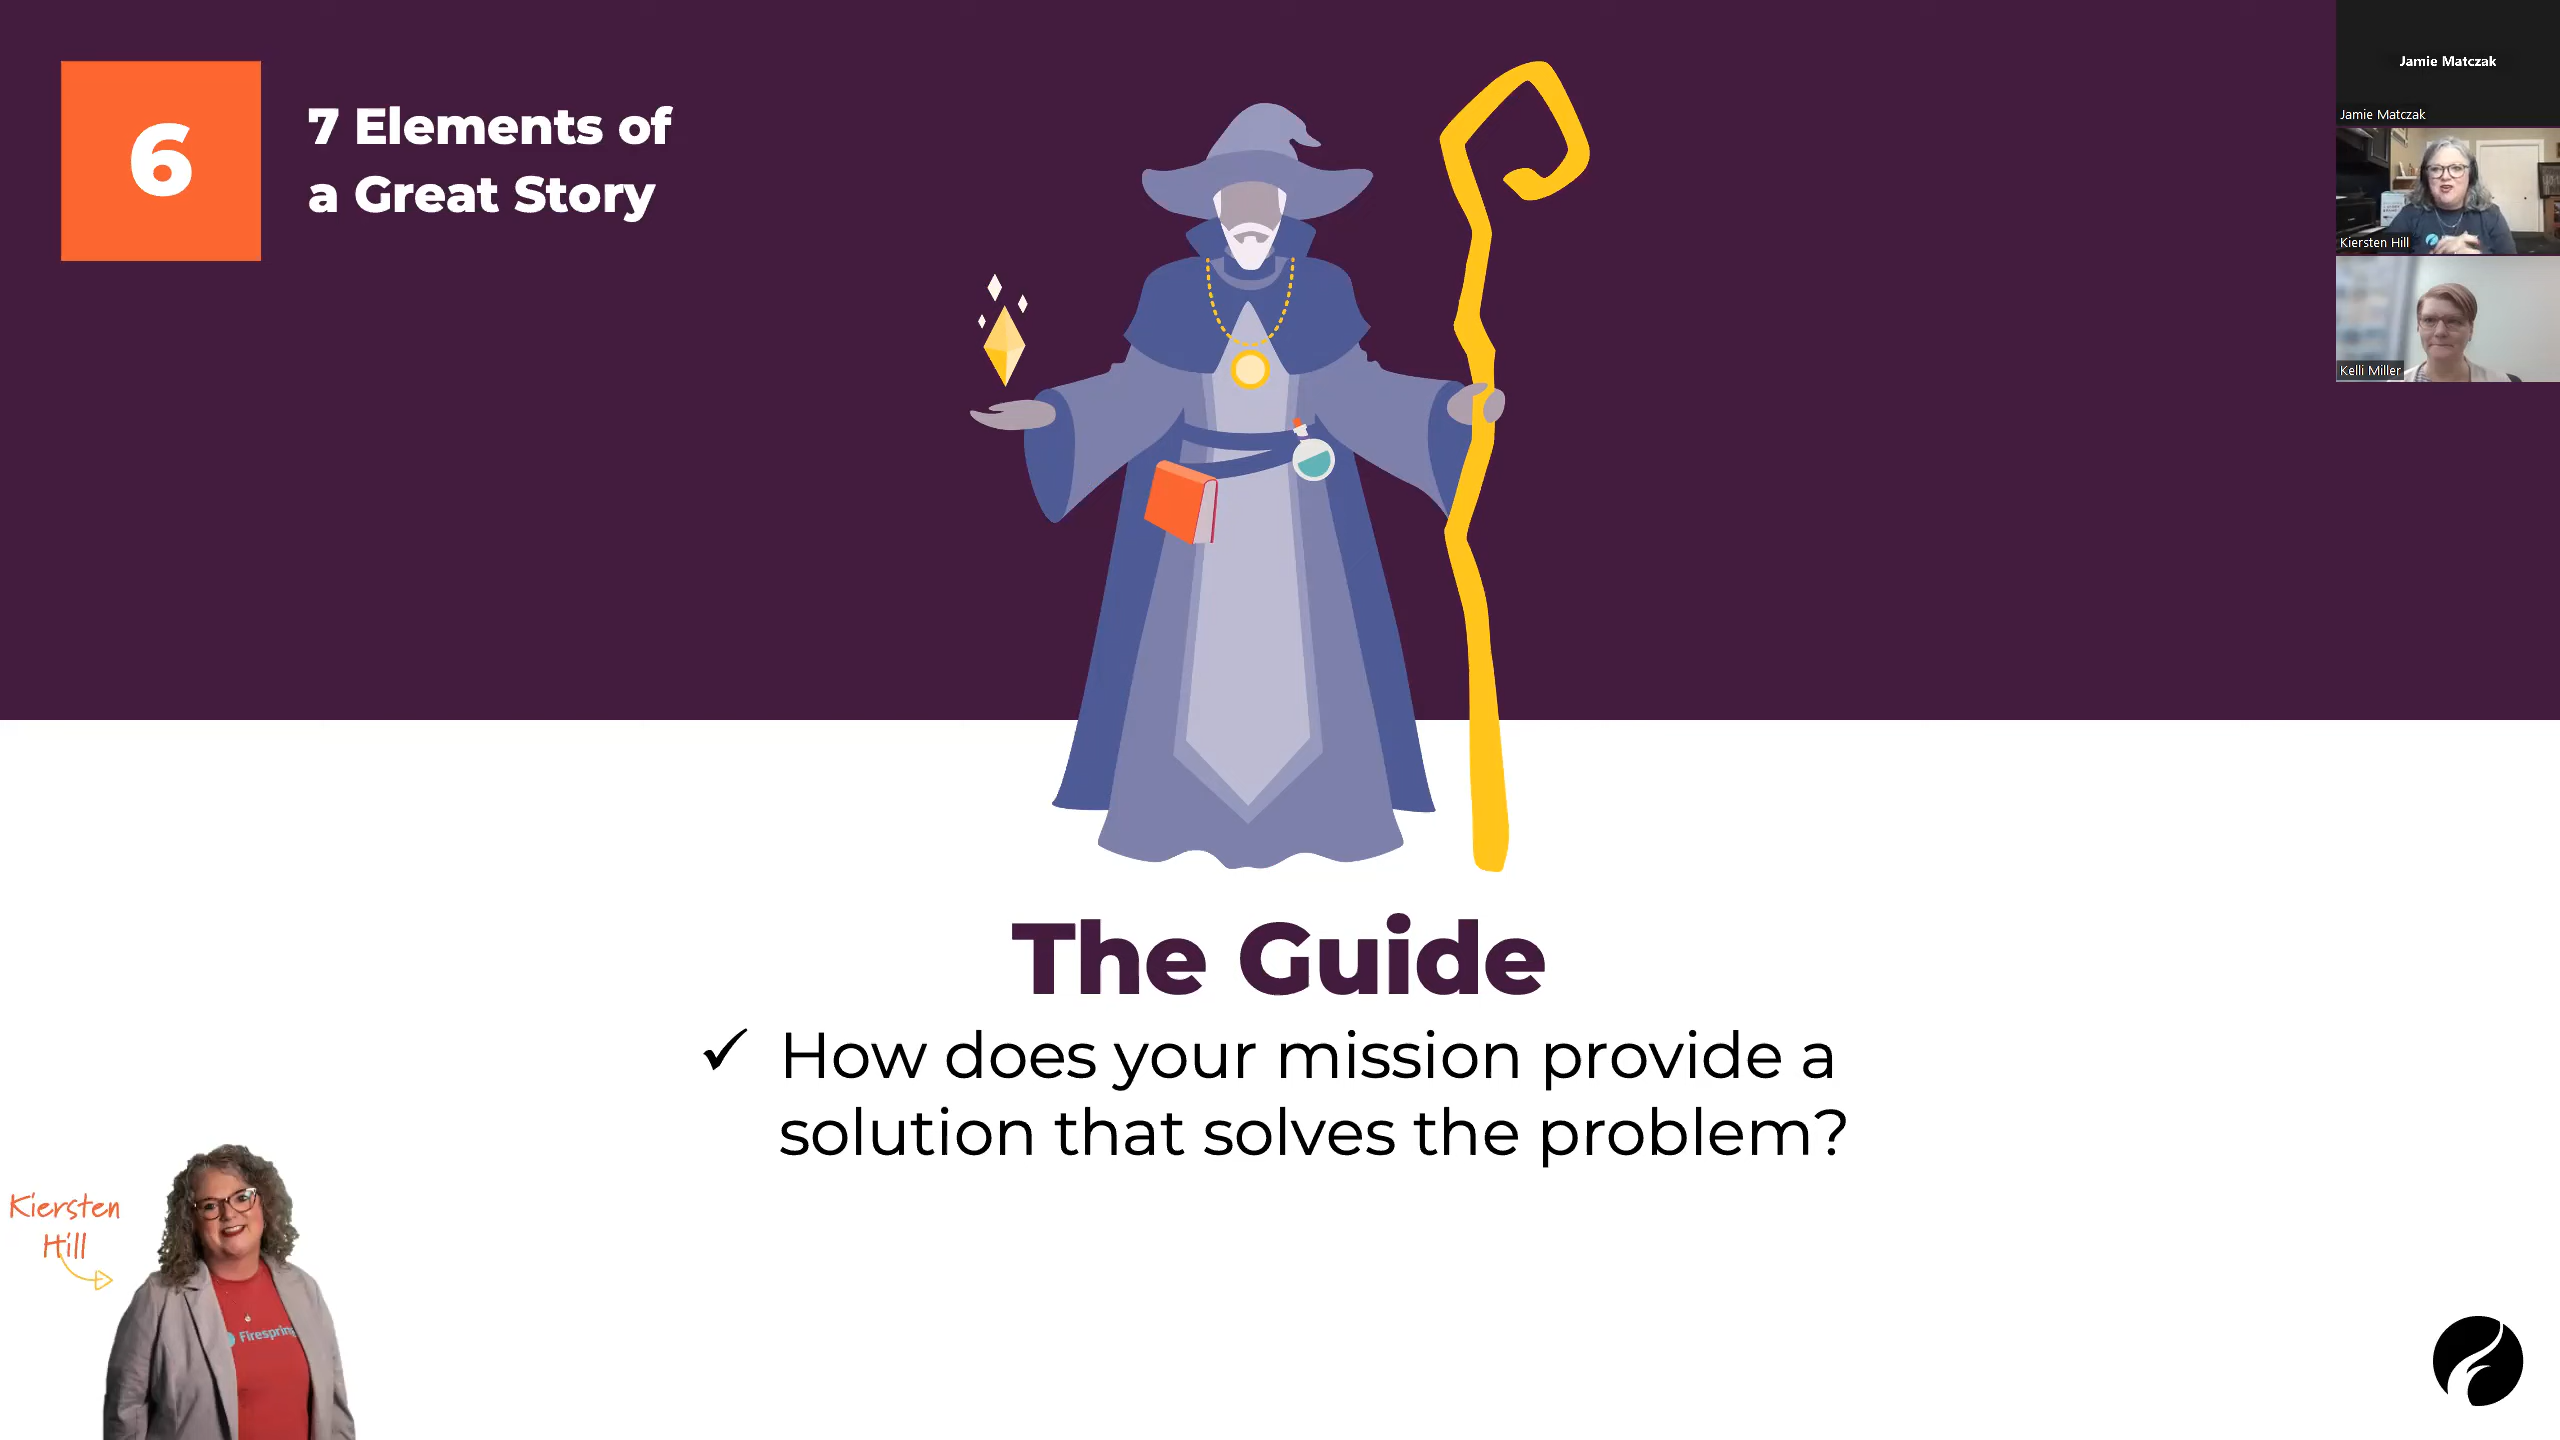 6
7 Elements of
a Great Story
Jamie Matczak
Jamie Matczak
Kiersten Hill
Kelli Miller
The Guide
✓ How does your mission provide a
solution that solves the problem?
Kiersten
Hill
Firespring